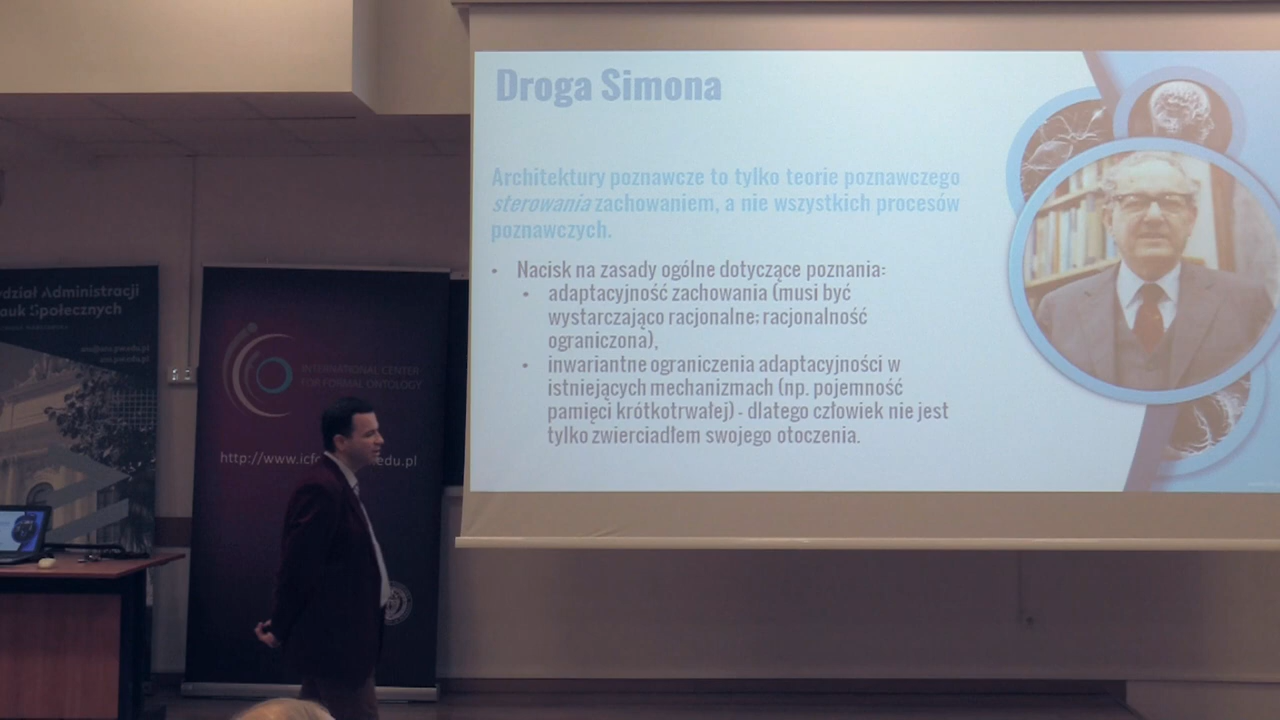 Droga Simona
Architektury poznawcze to tylko teorie poznawczego
sterowania zachowaniem, a nie wszystkich procesów
poznawczych.
• Nacisk na zasady ogólne dotyczące poznania:
• adaptacyjność zachowania (musi być
wystarczająco racjonalne; racjonalność
ograniczona),
• inwariantne ograniczenia adaptacyjności w
istniejących mechanizmach (np. pojemność
pamięci krótkotrwałej) - dlatego człowiek nie jest
tylko zwierciadłem swojego otoczenia.
dział Administracji
auk Społecznych
INTERNATIONAL CENTER
FOR FORMAL ONTOLOGY
http://www.icfo edu.pl